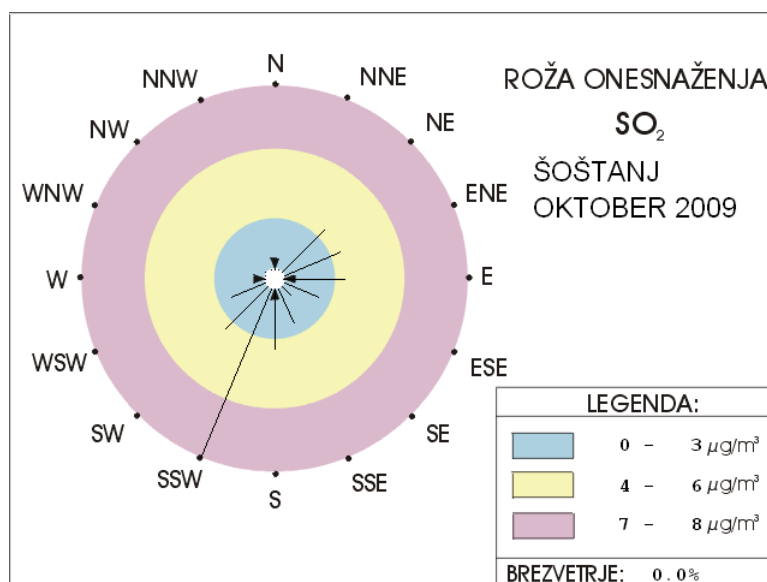 ROŽA ONESNAŽENJA
SO₂
ŠOŠTANJ
OKTOBER 2009
N
NNE
NE
ENE
E
ESE
SE
SSE
S
SSW
SW
WSW
W
WNW
NW
NNW
LEGENDA:
0 – 3 µg/m³
4 – 6 µg/m³
7 – 8 µg/m³
BREZVETRJE: 0.0%